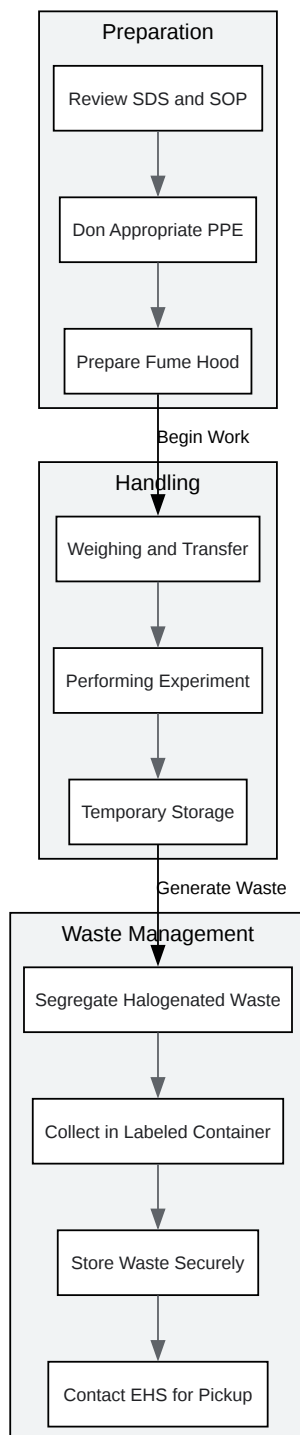 Preparation
Review SDS and SOP
Don Appropriate PPE
Prepare Fume Hood
Begin Work
Handling
Weighing and Transfer
Performing Experiment
Temporary Storage
Generate Waste
Waste Management
Segregate Halogenated Waste
Collect in Labeled Container
Store Waste Securely
Contact EHS for Pickup